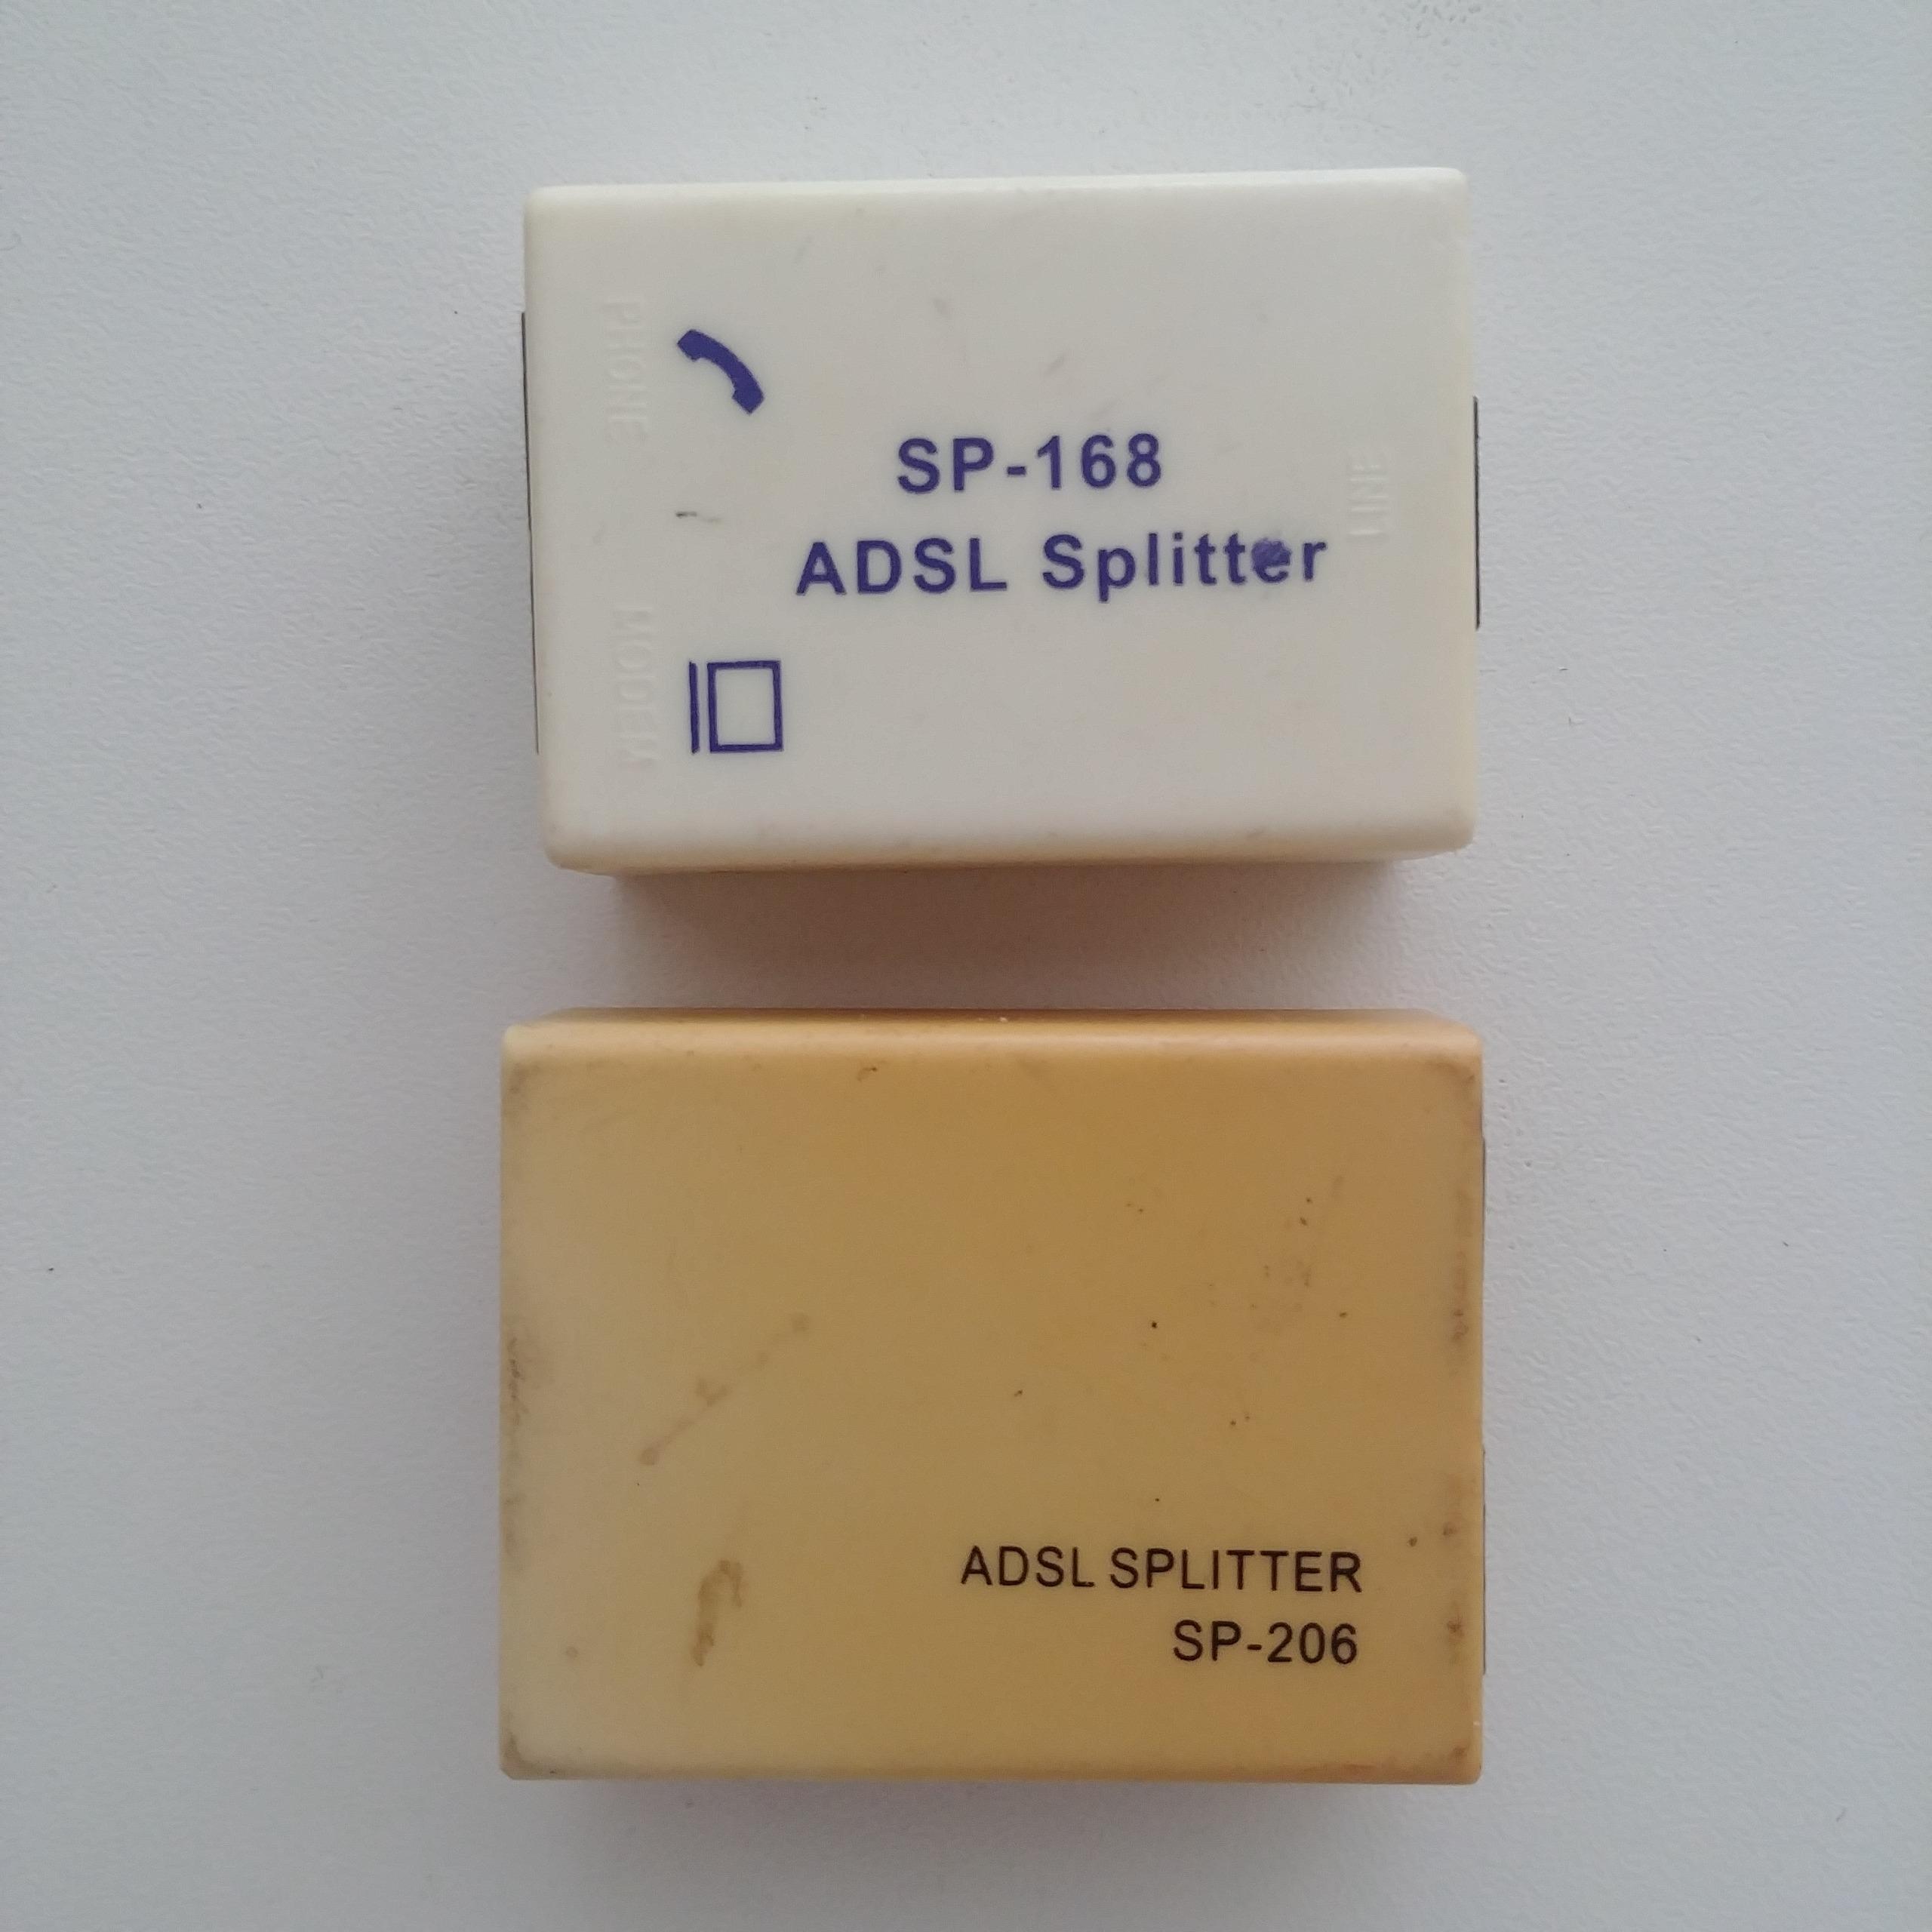 PHONE
SP-168
ADSL Splitter
LINE
MODEM
ADSL SPLITTER
SP-206